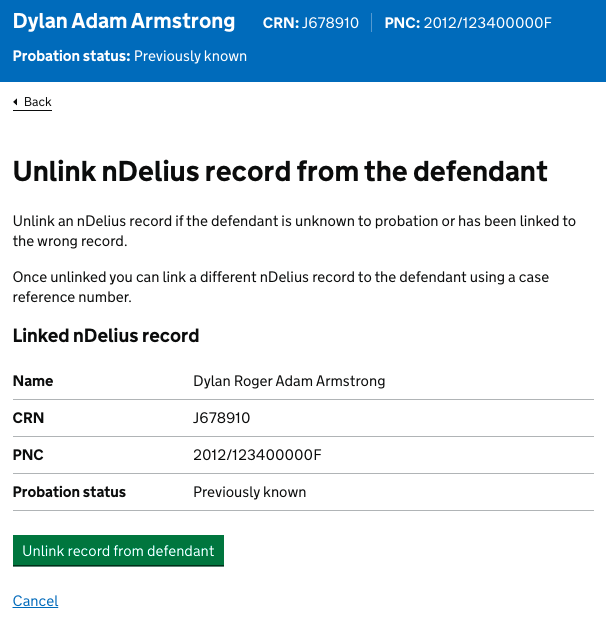 Dylan Adam Armstrong CRN: J678910 PNC: 2012/123400000F
Probation status: Previously known
Back
Unlink nDelius record from the defendant
Unlink an nDelius record if the defendant is unknown to probation or has been linked to
the wrong record.
Once unlinked you can link a different nDelius record to the defendant using a case
reference number.
Linked nDelius record
Name Dylan Roger Adam Armstrong
CRN J678910
PNC 2012/123400000F
Probation status Previously known
Unlink record from defendant
Cancel